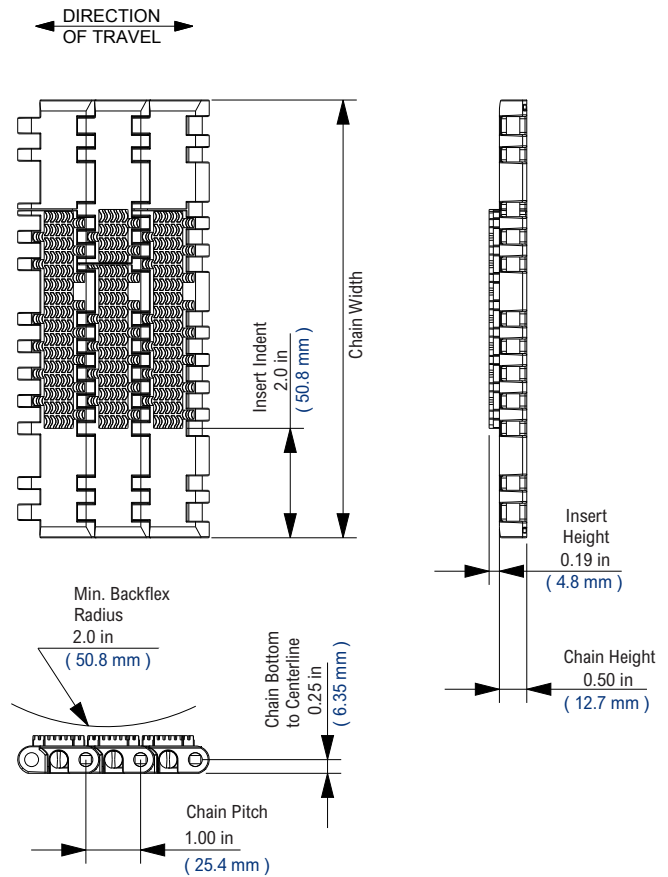 DIRECTION
OF TRAVEL
Chain Width
Insert Indent
2.0 in
( 50.8 mm )
Insert
Height
0.19 in
( 4.8 mm )
Min. Backflex
Radius
2.0 in
( 50.8 mm )
Chain Bottom
to Centerline
0.25 in
( 6.35 mm )
Chain Height
0.50 in
( 12.7 mm )
Chain Pitch
1.00 in
( 25.4 mm )